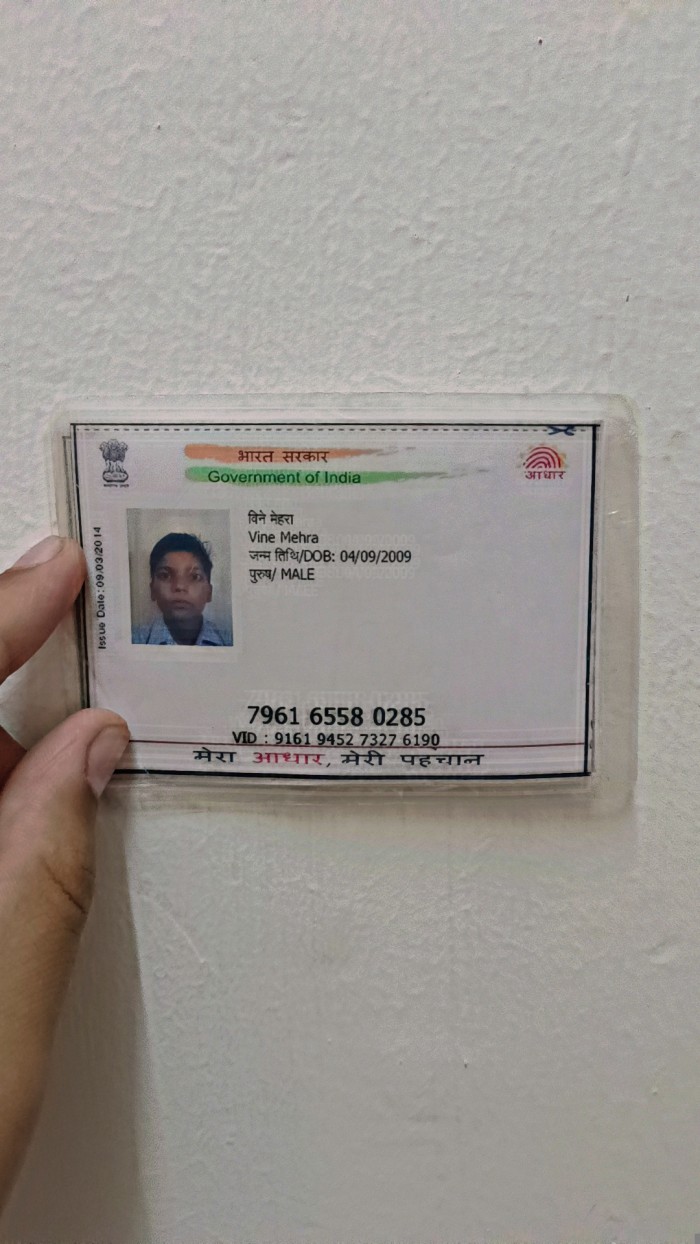 भारत सरकार
Government of India
आधार
Issue Date: 09/03/2014
विने मेहरा
Vine Mehra
जन्म तिथि/DOB: 04/09/2009
पुरुष/ MALE
7961 6558 0285
VID : 9161 9452 7327 6190
मेरा आधार, मेरी पहचान